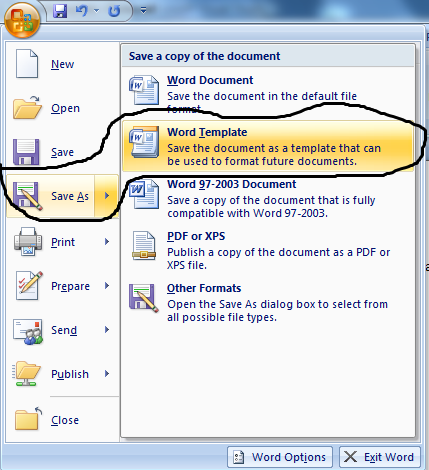 Save a copy of the document
New
Open
Save
Save As
Print
Prepare
Send
Publish
Close
Word Document
Save the document in the default file
format.
Word Template
Save the document as a template that can
be used to format future documents.
Word 97-2003 Document
Save a copy of the document that is fully
compatible with Word 97-2003.
PDF or XPS
Publish a copy of the document as a PDF or
XPS file.
Other Formats
Open the Save As dialog box to select from
all possible file types.
Word Options
Exit Word